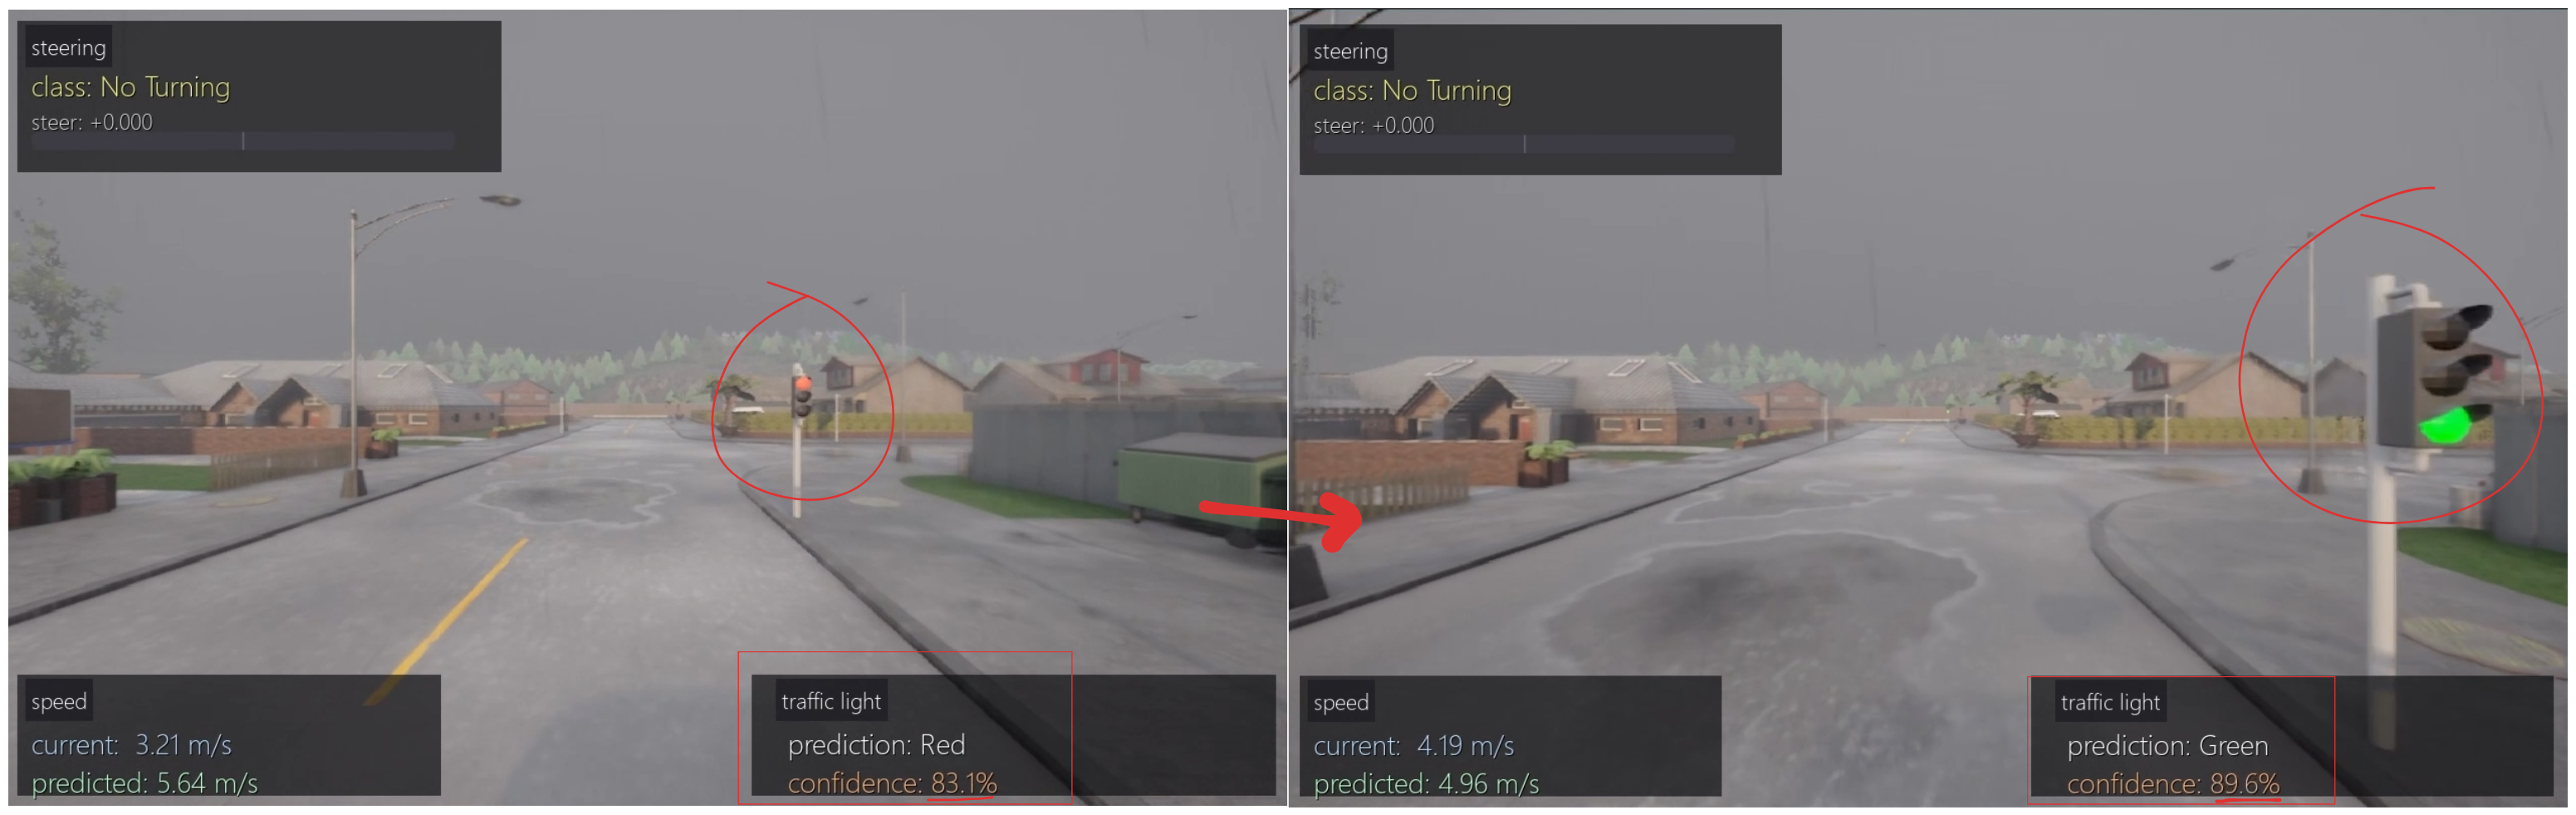 steering
class: No Turning
steer: +0.000
speed
current: 3.21 m/s
predicted: 5.64 m/s
traffic light
prediction: Red
confidence: 83.1%
steering
class: No Turning
steer: +0.000
speed
current: 4.19 m/s
predicted: 4.96 m/s
traffic light
prediction: Green
confidence: 89.6%